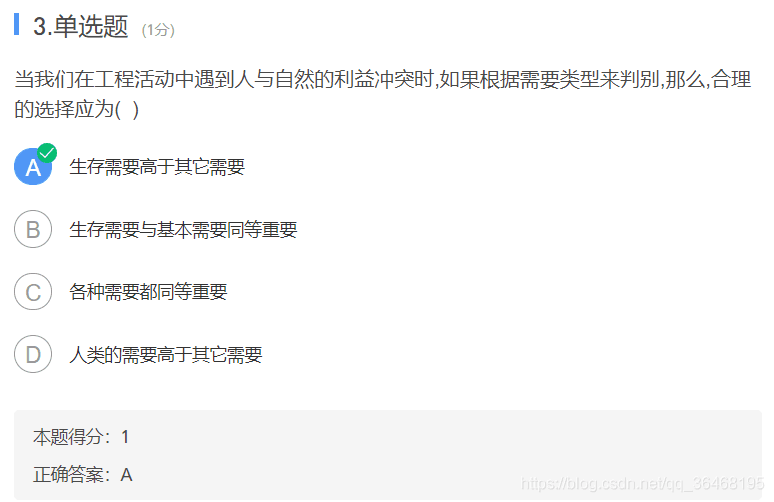 3.单选题 (1分)
当我们在工程活动中遇到人与自然的利益冲突时,如果根据需要类型来判别,那么,合理
的选择应为( )
A 生存需要高于其它需要
B 生存需要与基本需要同等重要
C 各种需要都同等重要
D 人类的需要高于其它需要
本题得分：1
正确答案：A
https://blog.csdn.net/qq_36468195